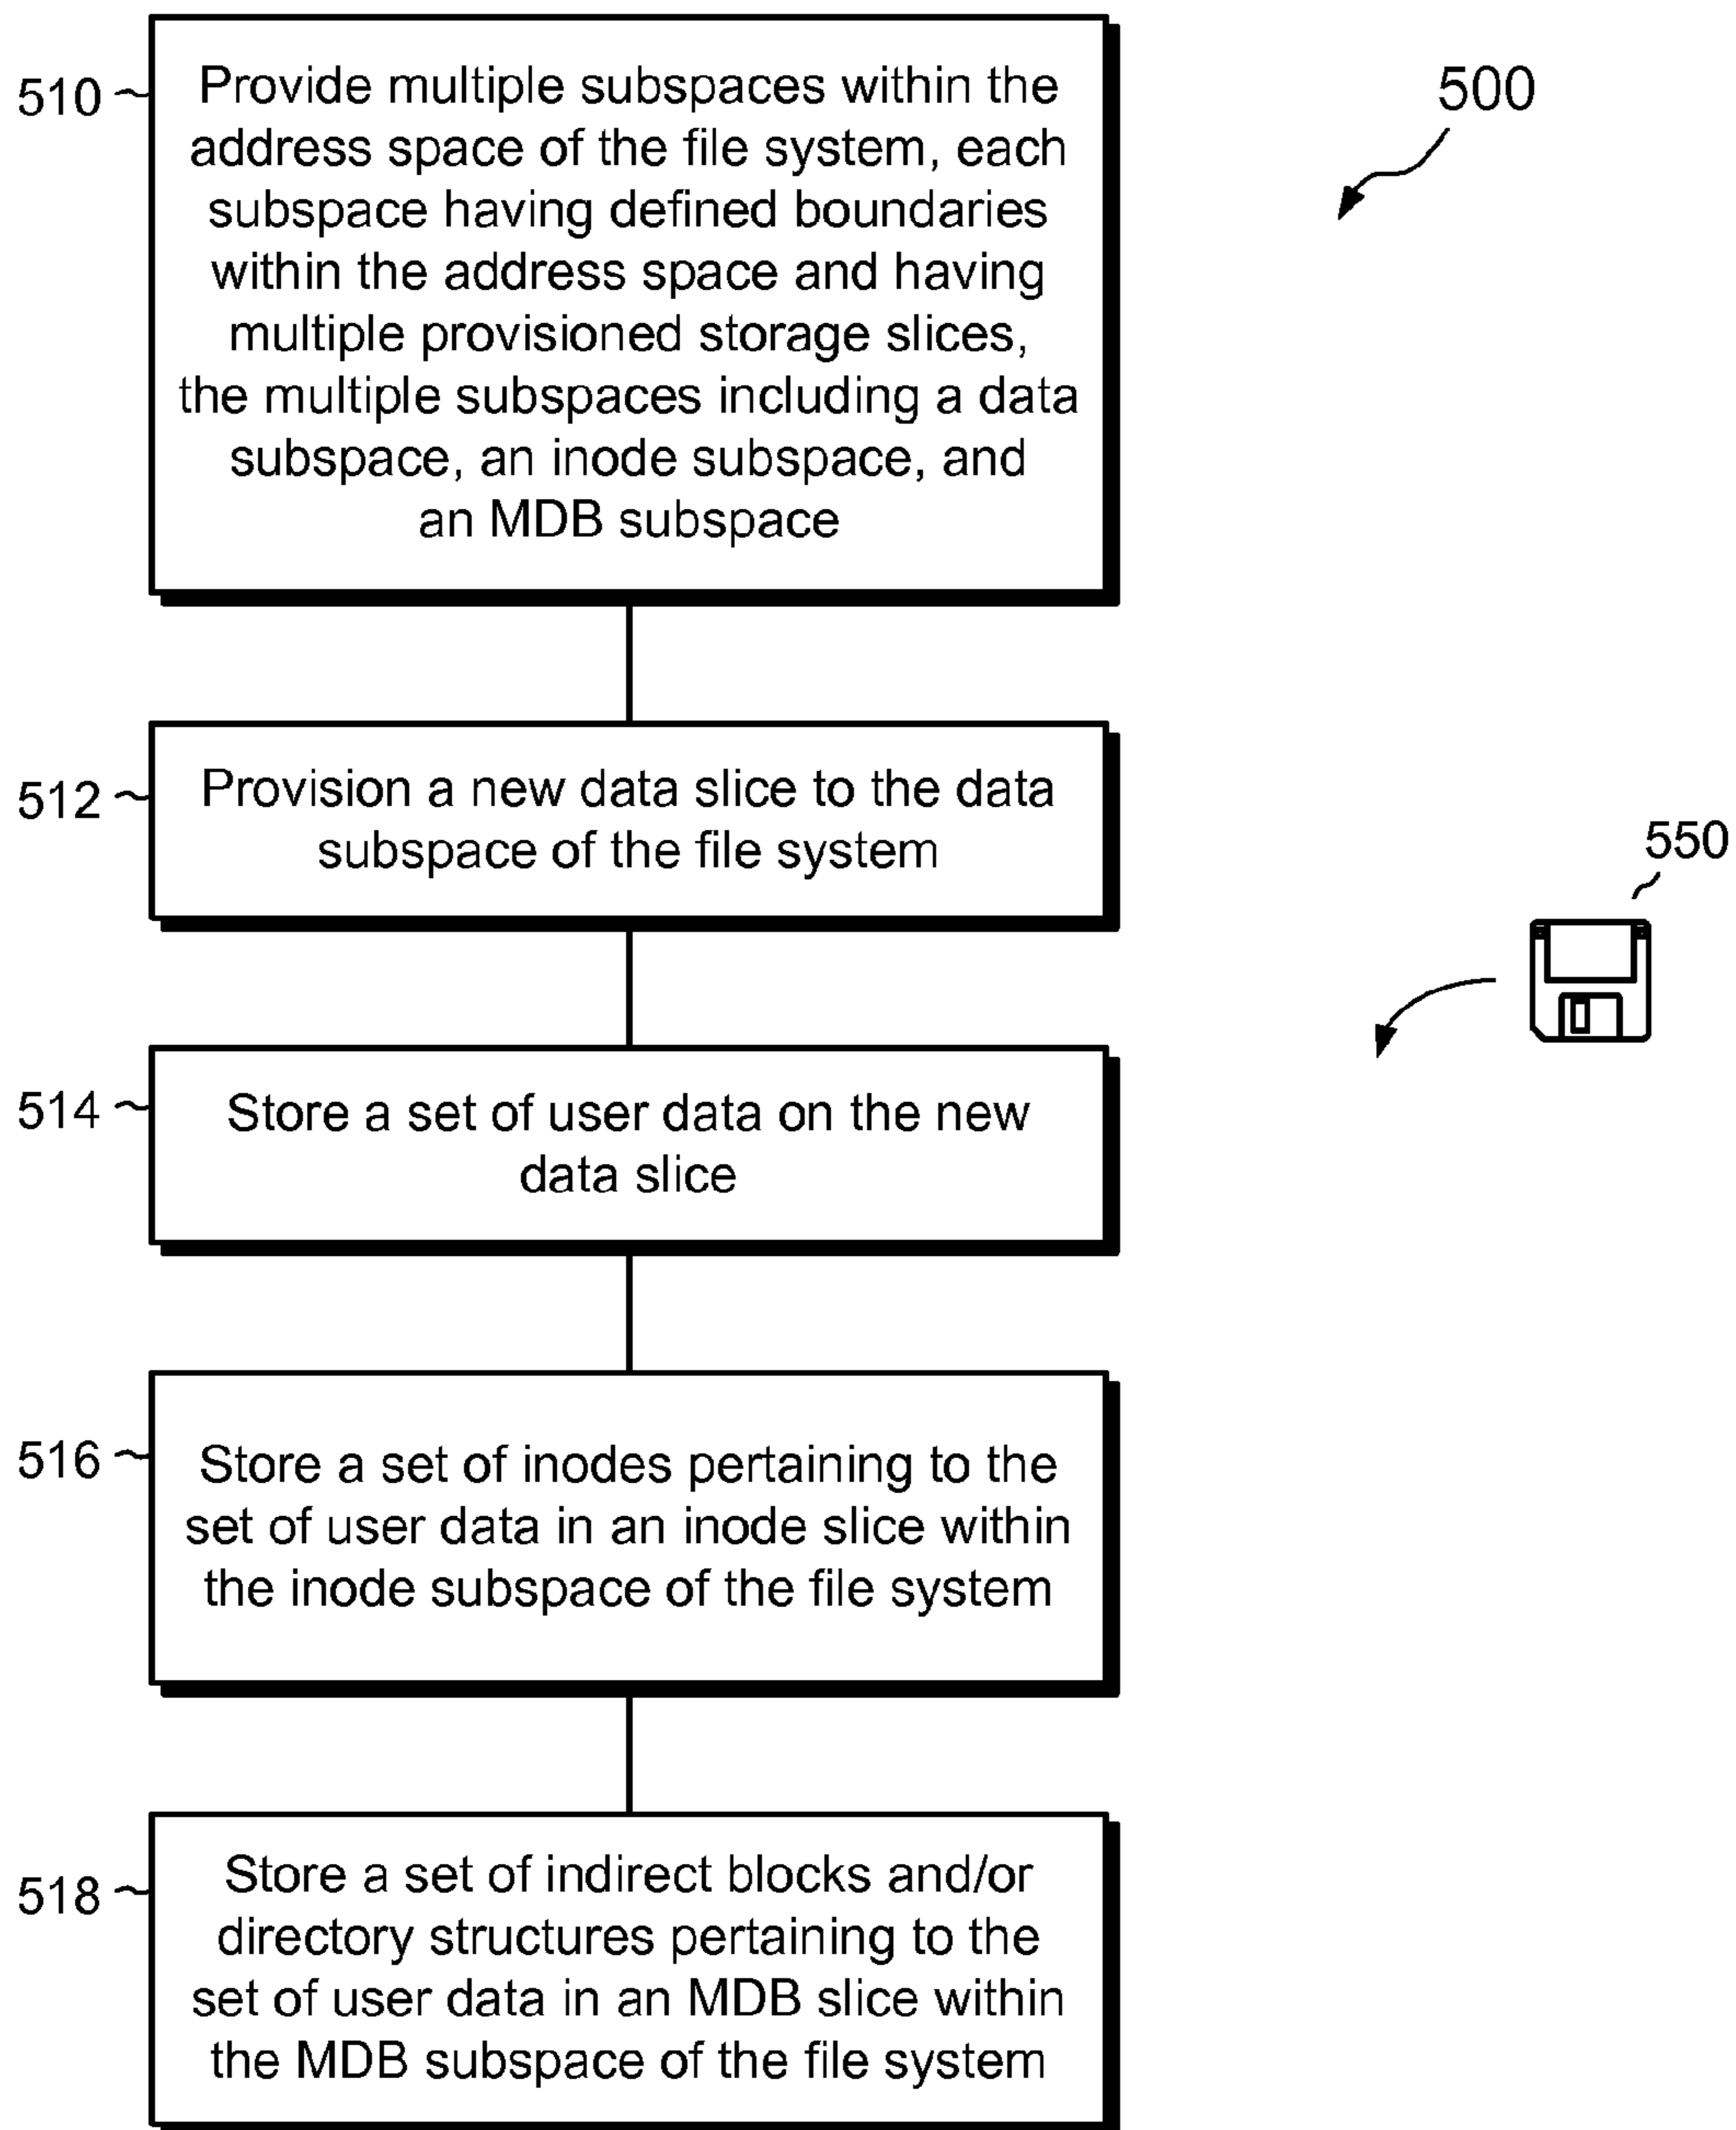 500
510
Provide multiple subspaces within the
address space of the file system, each
subspace having defined boundaries
within the address space and having
multiple provisioned storage slices,
the multiple subspaces including a data
subspace, an inode subspace, and
an MDB subspace
512
Provision a new data slice to the data
subspace of the file system
550
514
Store a set of user data on the new
data slice
516
Store a set of inodes pertaining to the
set of user data in an inode slice within
the inode subspace of the file system
518
Store a set of indirect blocks and/or
directory structures pertaining to the
set of user data in an MDB slice within
the MDB subspace of the file system